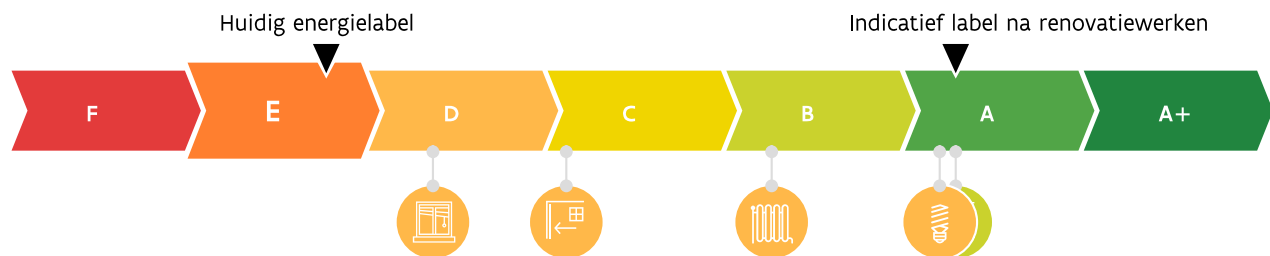 Huidig energielabel
Indicatief label na renovatiewerken
F E D C B A A+